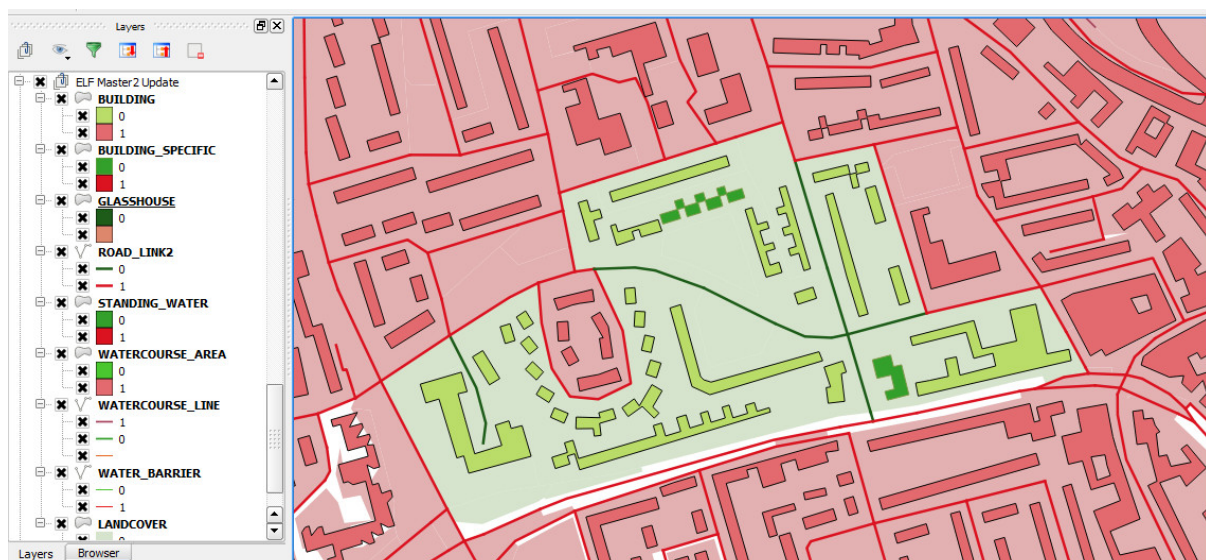 Layers
ELF Master2 Update
BUILDING
0
1
BUILDING_SPECIFIC
0
1
GLASSHOUSE
0
ROAD_LINK2
0
1
STANDING_WATER
0
1
WATERCOURSE_AREA
0
1
WATERCOURSE_LINE
1
0
WATER_BARRIER
0
1
LANDCOVER
0
Layers Browser